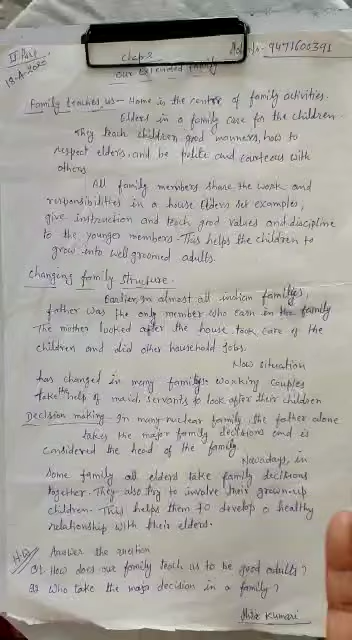 II Part
13-4-2020
Mob.no- 9471600391
Chap 2
Our Extended family
Family teaches us - Home is the centre of family activities.
Elders in a family care for the children.
They teach children good manners, how to
respect elders, and be polite and courteous with
others.
All family members share the work and
responsibilities in a house. Elders set examples,
give instruction and teach good values and discipline
to the younger members. This helps the children to
grow into well groomed adults.
Changing family structure.
Earlier, in almost all indian families,
father was the only member who earn in the family
The mother looked after the house, took care of the
children and did other household jobs.
Now situation
has changed in many family. Working couples
take the help of maid, servants to look after their children
Decision making - In many nuclear family, the father alone
takes the major family decisions and is
considered the head of the family.
Nowadays, in
some family all elders take family decisions
together. They also try to involve their grown-up
children. This helps them to develop a healthy
relationship with their elders.
H.W Answer the question
Q1 How does our family teach us to be good adults?
Q2 Who take the major decision in a family?
Kumari